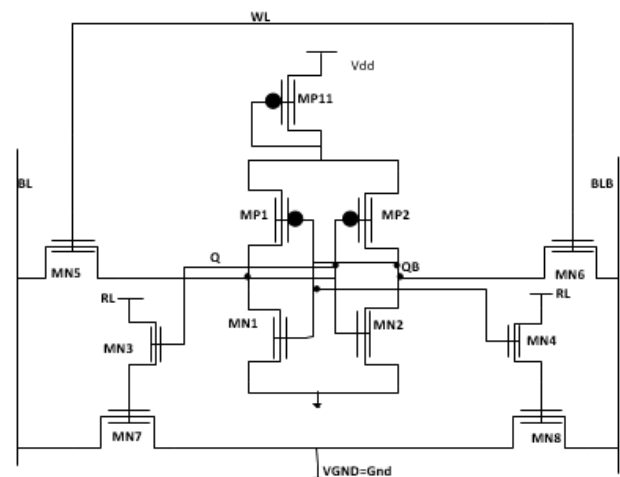 WL
Vdd
MP11
BL
BLB
MP1
MP2
Q
QB
MN5
MN6
RL
RL
MN3
MN1
MN2
MN4
MN7
MN8
VGND=Gnd